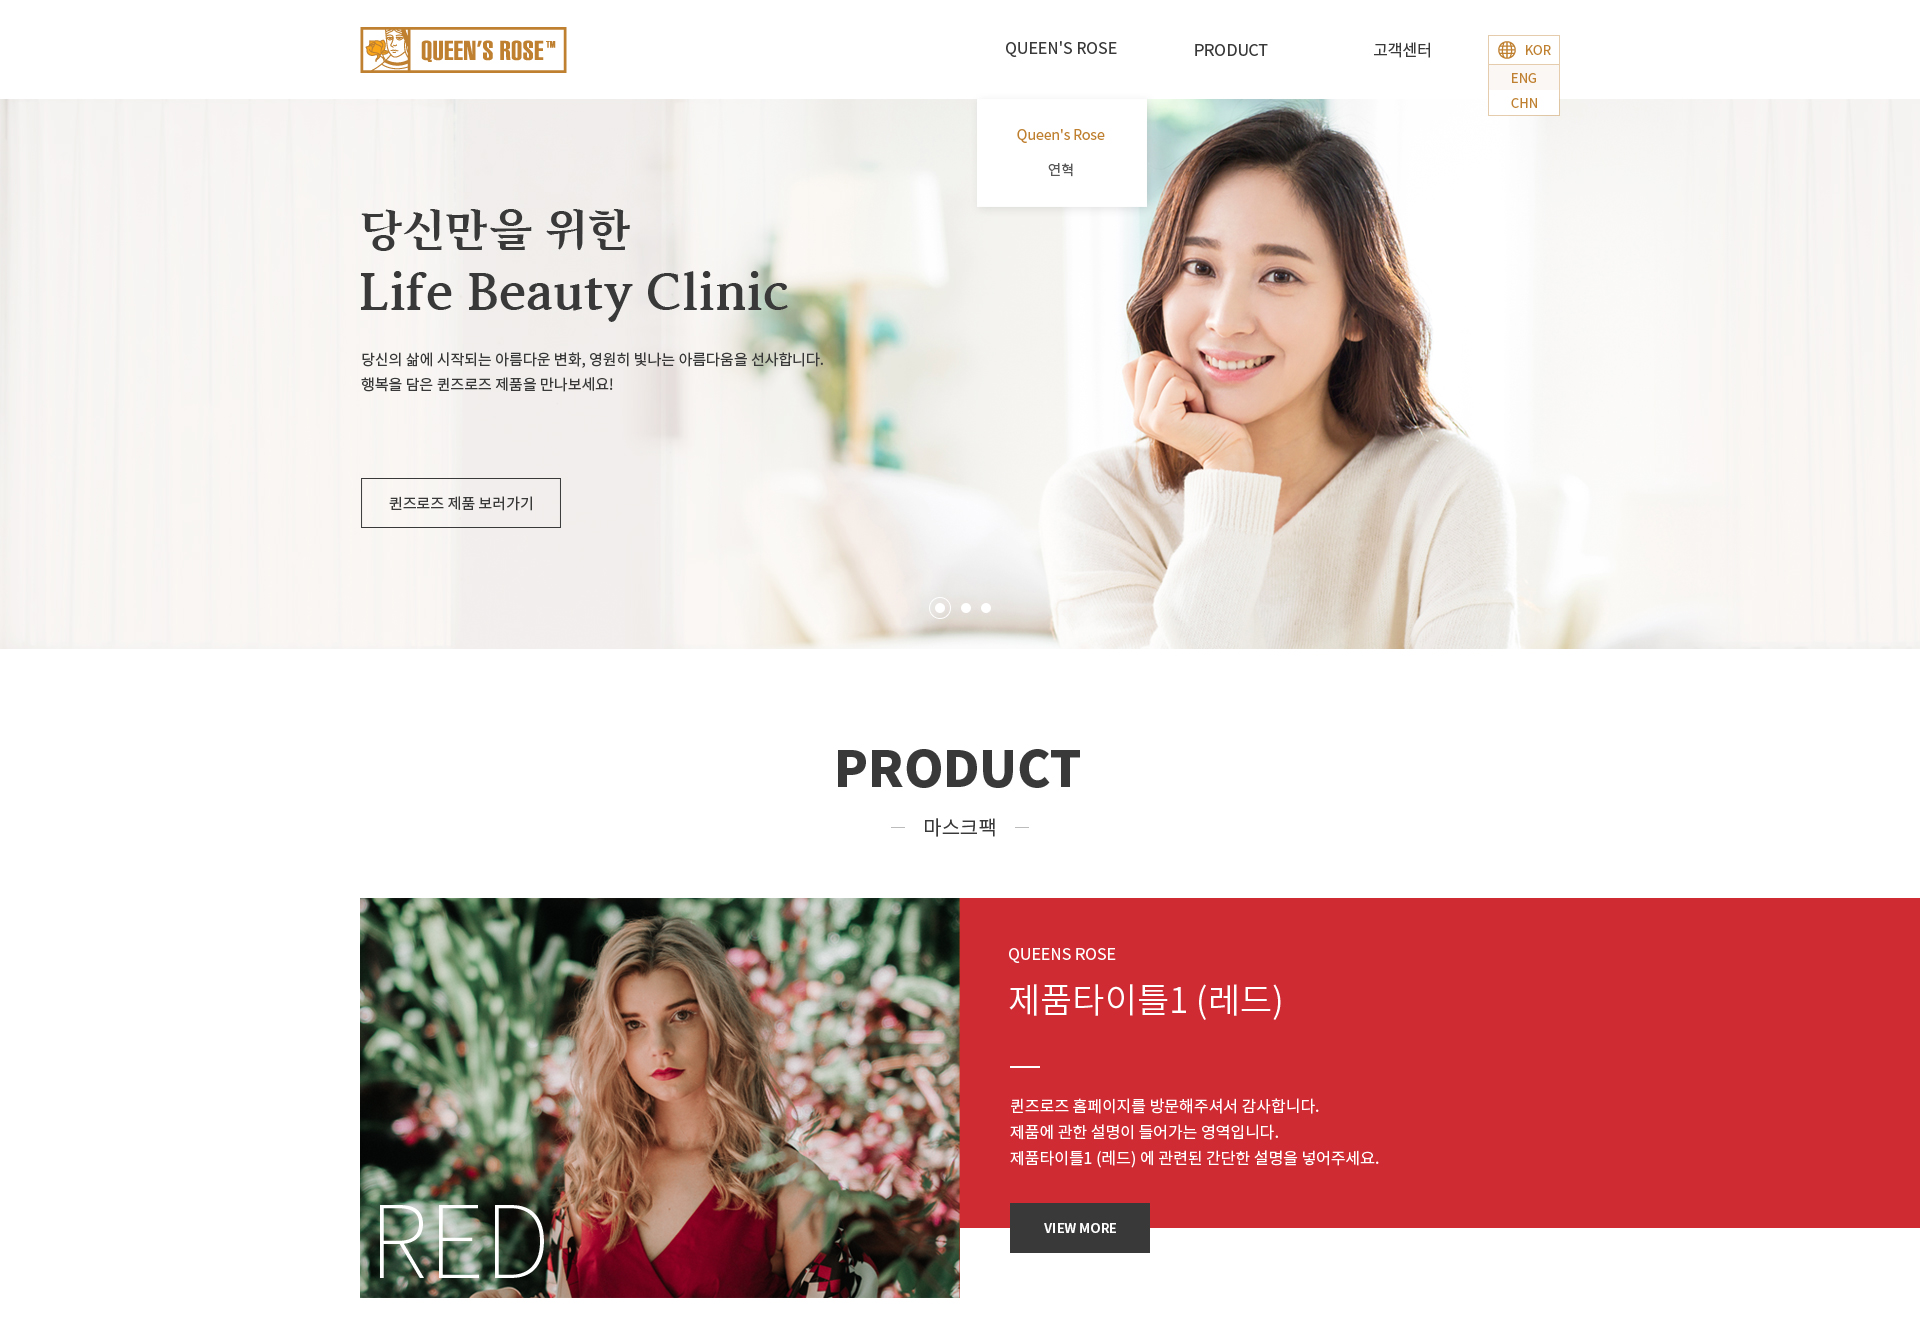 QUEEN'S ROSE™
QUEEN'S ROSE
PRODUCT
고객센터
KOR
ENG
CHN
Queen's Rose
연혁
당신만을 위한
Life Beauty Clinic
당신의 삶에 시작되는 아름다운 변화, 영원히 빛나는 아름다움을 선사합니다.
행복을 담은 퀸즈로즈 제품을 만나보세요!
퀸즈로즈 제품 보러가기
PRODUCT
마스크팩
RED
QUEENS ROSE
제품타이틀1 (레드)
퀸즈로즈 홈페이지를 방문해주셔서 감사합니다.
제품에 관한 설명이 들어가는 영역입니다.
제품타이틀1 (레드) 에 관련된 간단한 설명을 넣어주세요.
VIEW MORE